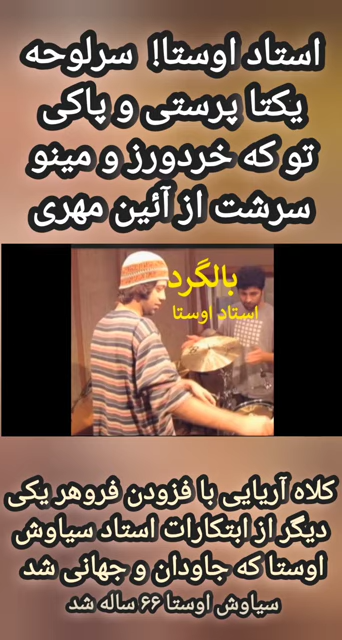 استاد اوستا! سرلوحه
یکتا پرستی و پاکی
تو که خردورز و مینو
سرشت از آئین مهری
بالگرد
استاد اوستا
کلاه آریایی با فزودن فروهر یکی
دیگر از ابتکارات استاد سیاوش
اوستا که جاودان و جهانی شد
سیاوش اوستا ۶۶ ساله شد